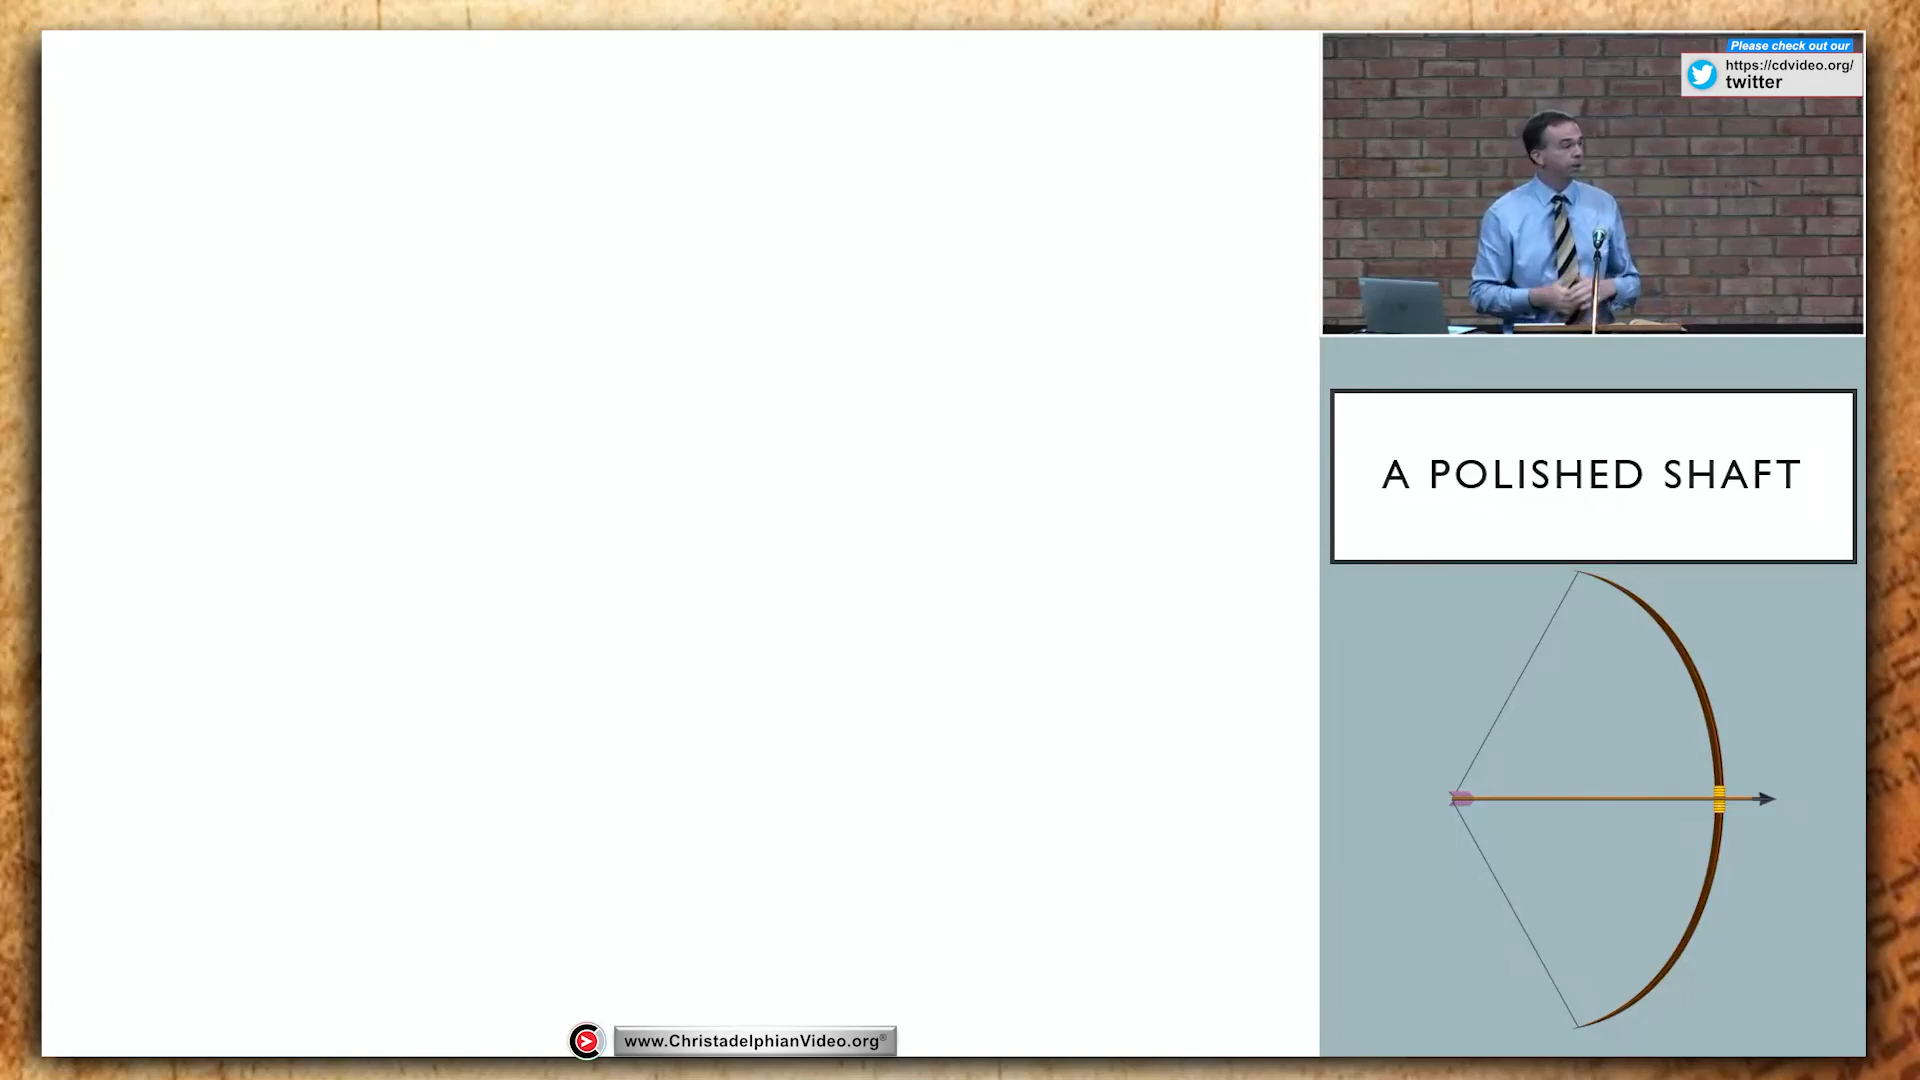 Please check out our
https://cdvideo.org/
twitter
A POLISHED SHAFT
www.ChristadelphianVideo.org®